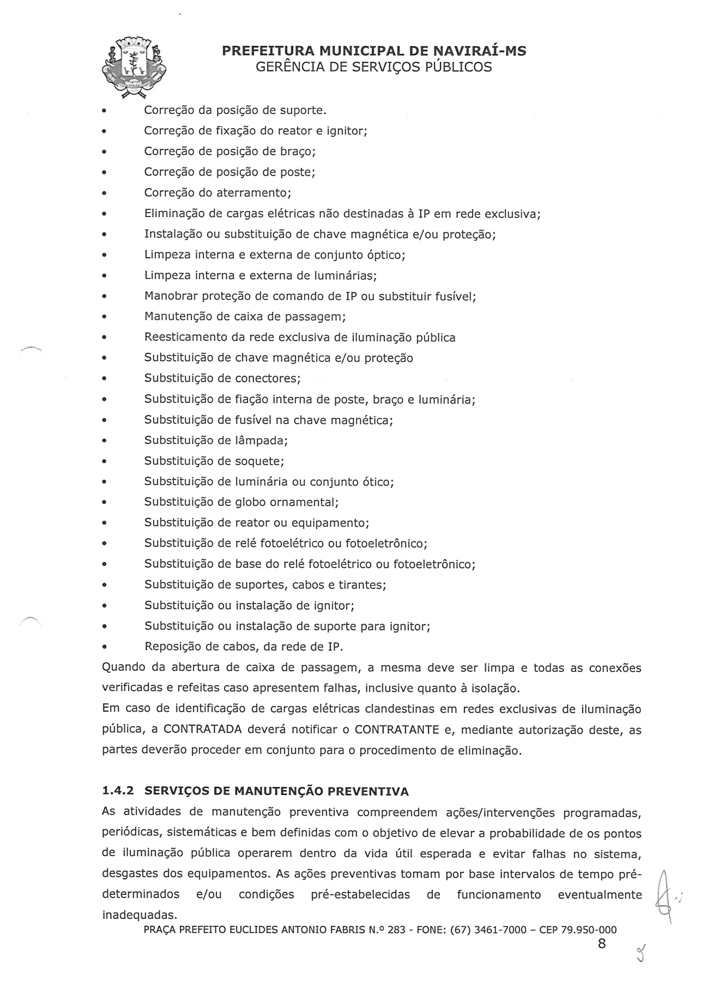 PREFEITURA MUNICIPAL DE NAVIRAÍ-MS
GERÊNCIA DE SERVIÇOS PÚBLICOS
• Correção da posição de suporte.
• Correção de fixação do reator e ignitor;
• Correção de posição de braço;
• Correção de posição de poste;
• Correção do aterramento;
• Eliminação de cargas elétricas não destinadas à IP em rede exclusiva;
• Instalação ou substituição de chave magnética e/ou proteção;
• Limpeza interna e externa de conjunto óptico;
• Limpeza interna e externa de luminárias;
• Manobrar proteção de comando de IP ou substituir fusível;
• Manutenção de caixa de passagem;
• Reesticamento da rede exclusiva de iluminação pública
• Substituição de chave magnética e/ou proteção
• Substituição de conectores;
• Substituição de fiação interna de poste, braço e luminária;
• Substituição de fusível na chave magnética;
• Substituição de lâmpada;
• Substituição de soquete;
• Substituição de luminária ou conjunto ótico;
• Substituição de globo ornamental;
• Substituição de reator ou equipamento;
• Substituição de relé fotoelétrico ou fotoeletrônico;
• Substituição de base do relé fotoelétrico ou fotoeletrônico;
• Substituição de suportes, cabos e tirantes;
• Substituição ou instalação de ignitor;
• Substituição ou instalação de suporte para ignitor;
• Reposição de cabos, da rede de IP.
Quando da abertura de caixa de passagem, a mesma deve ser limpa e todas as conexões
verificadas e refeitas caso apresentem falhas, inclusive quanto à isolação.
Em caso de identificação de cargas elétricas clandestinas em redes exclusivas de iluminação
pública, a CONTRATADA deverá notificar o CONTRATANTE e, mediante autorização deste, as
partes deverão proceder em conjunto para o procedimento de eliminação.
1.4.2 SERVIÇOS DE MANUTENÇÃO PREVENTIVA
As atividades de manutenção preventiva compreendem ações/intervenções programadas,
periódicas, sistemáticas e bem definidas com o objetivo de elevar a probabilidade de os pontos
de iluminação pública operarem dentro da vida útil esperada e evitar falhas no sistema,
desgastes dos equipamentos. As ações preventivas tomam por base intervalos de tempo pré-
determinados e/ou condições pré-estabelecidas de funcionamento eventualmente
inadequadas.
PRAÇA PREFEITO EUCLIDES ANTONIO FABRIS N.º 283 - FONE: (67) 3461-7000 – CEP 79.950-000
8